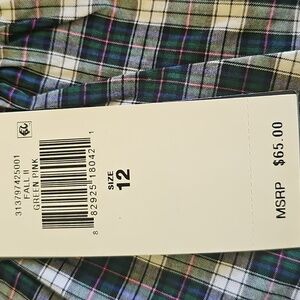 313797425001
FALL II
GREEN PINK
8 82925 18042 1
SIZE
12
MSRP $65.00